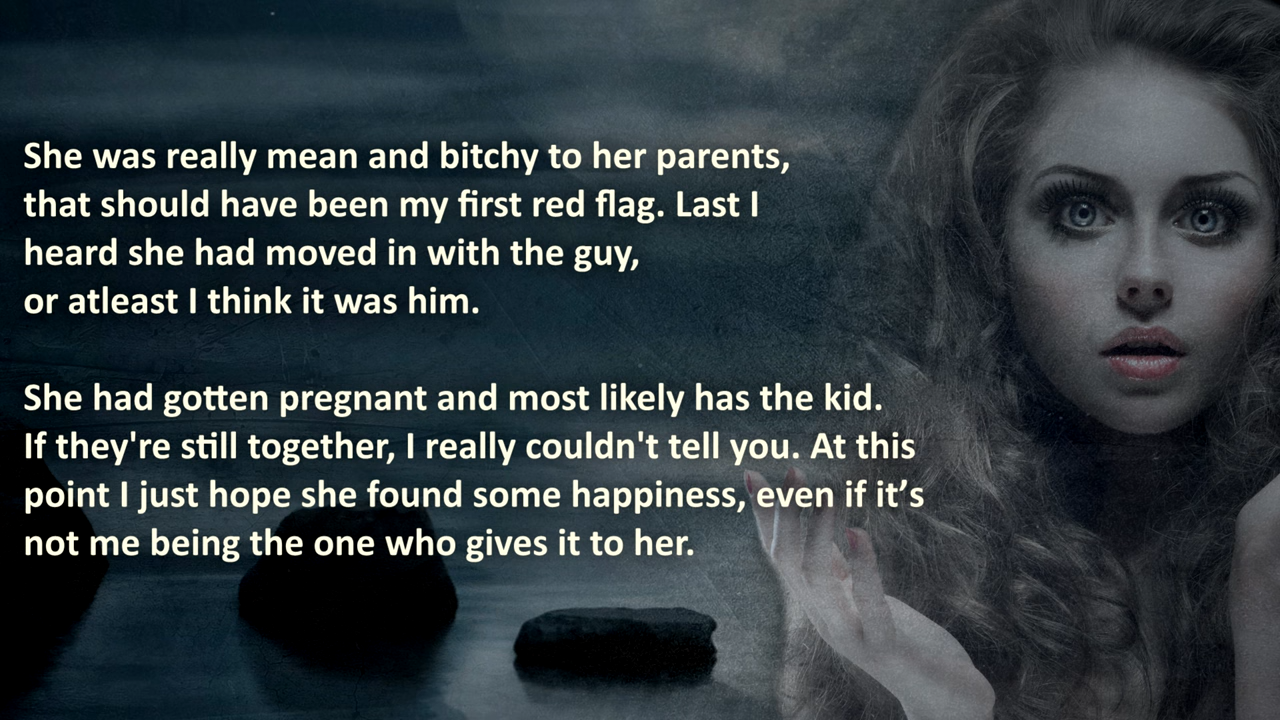 She was really mean and bitchy to her parents,
that should have been my first red flag. Last I
heard she had moved in with the guy,
or atleast I think it was him.
She had gotten pregnant and most likely has the kid.
If they're still together, I really couldn't tell you. At this
point I just hope she found some happiness, even if it’s
not me being the one who gives it to her.